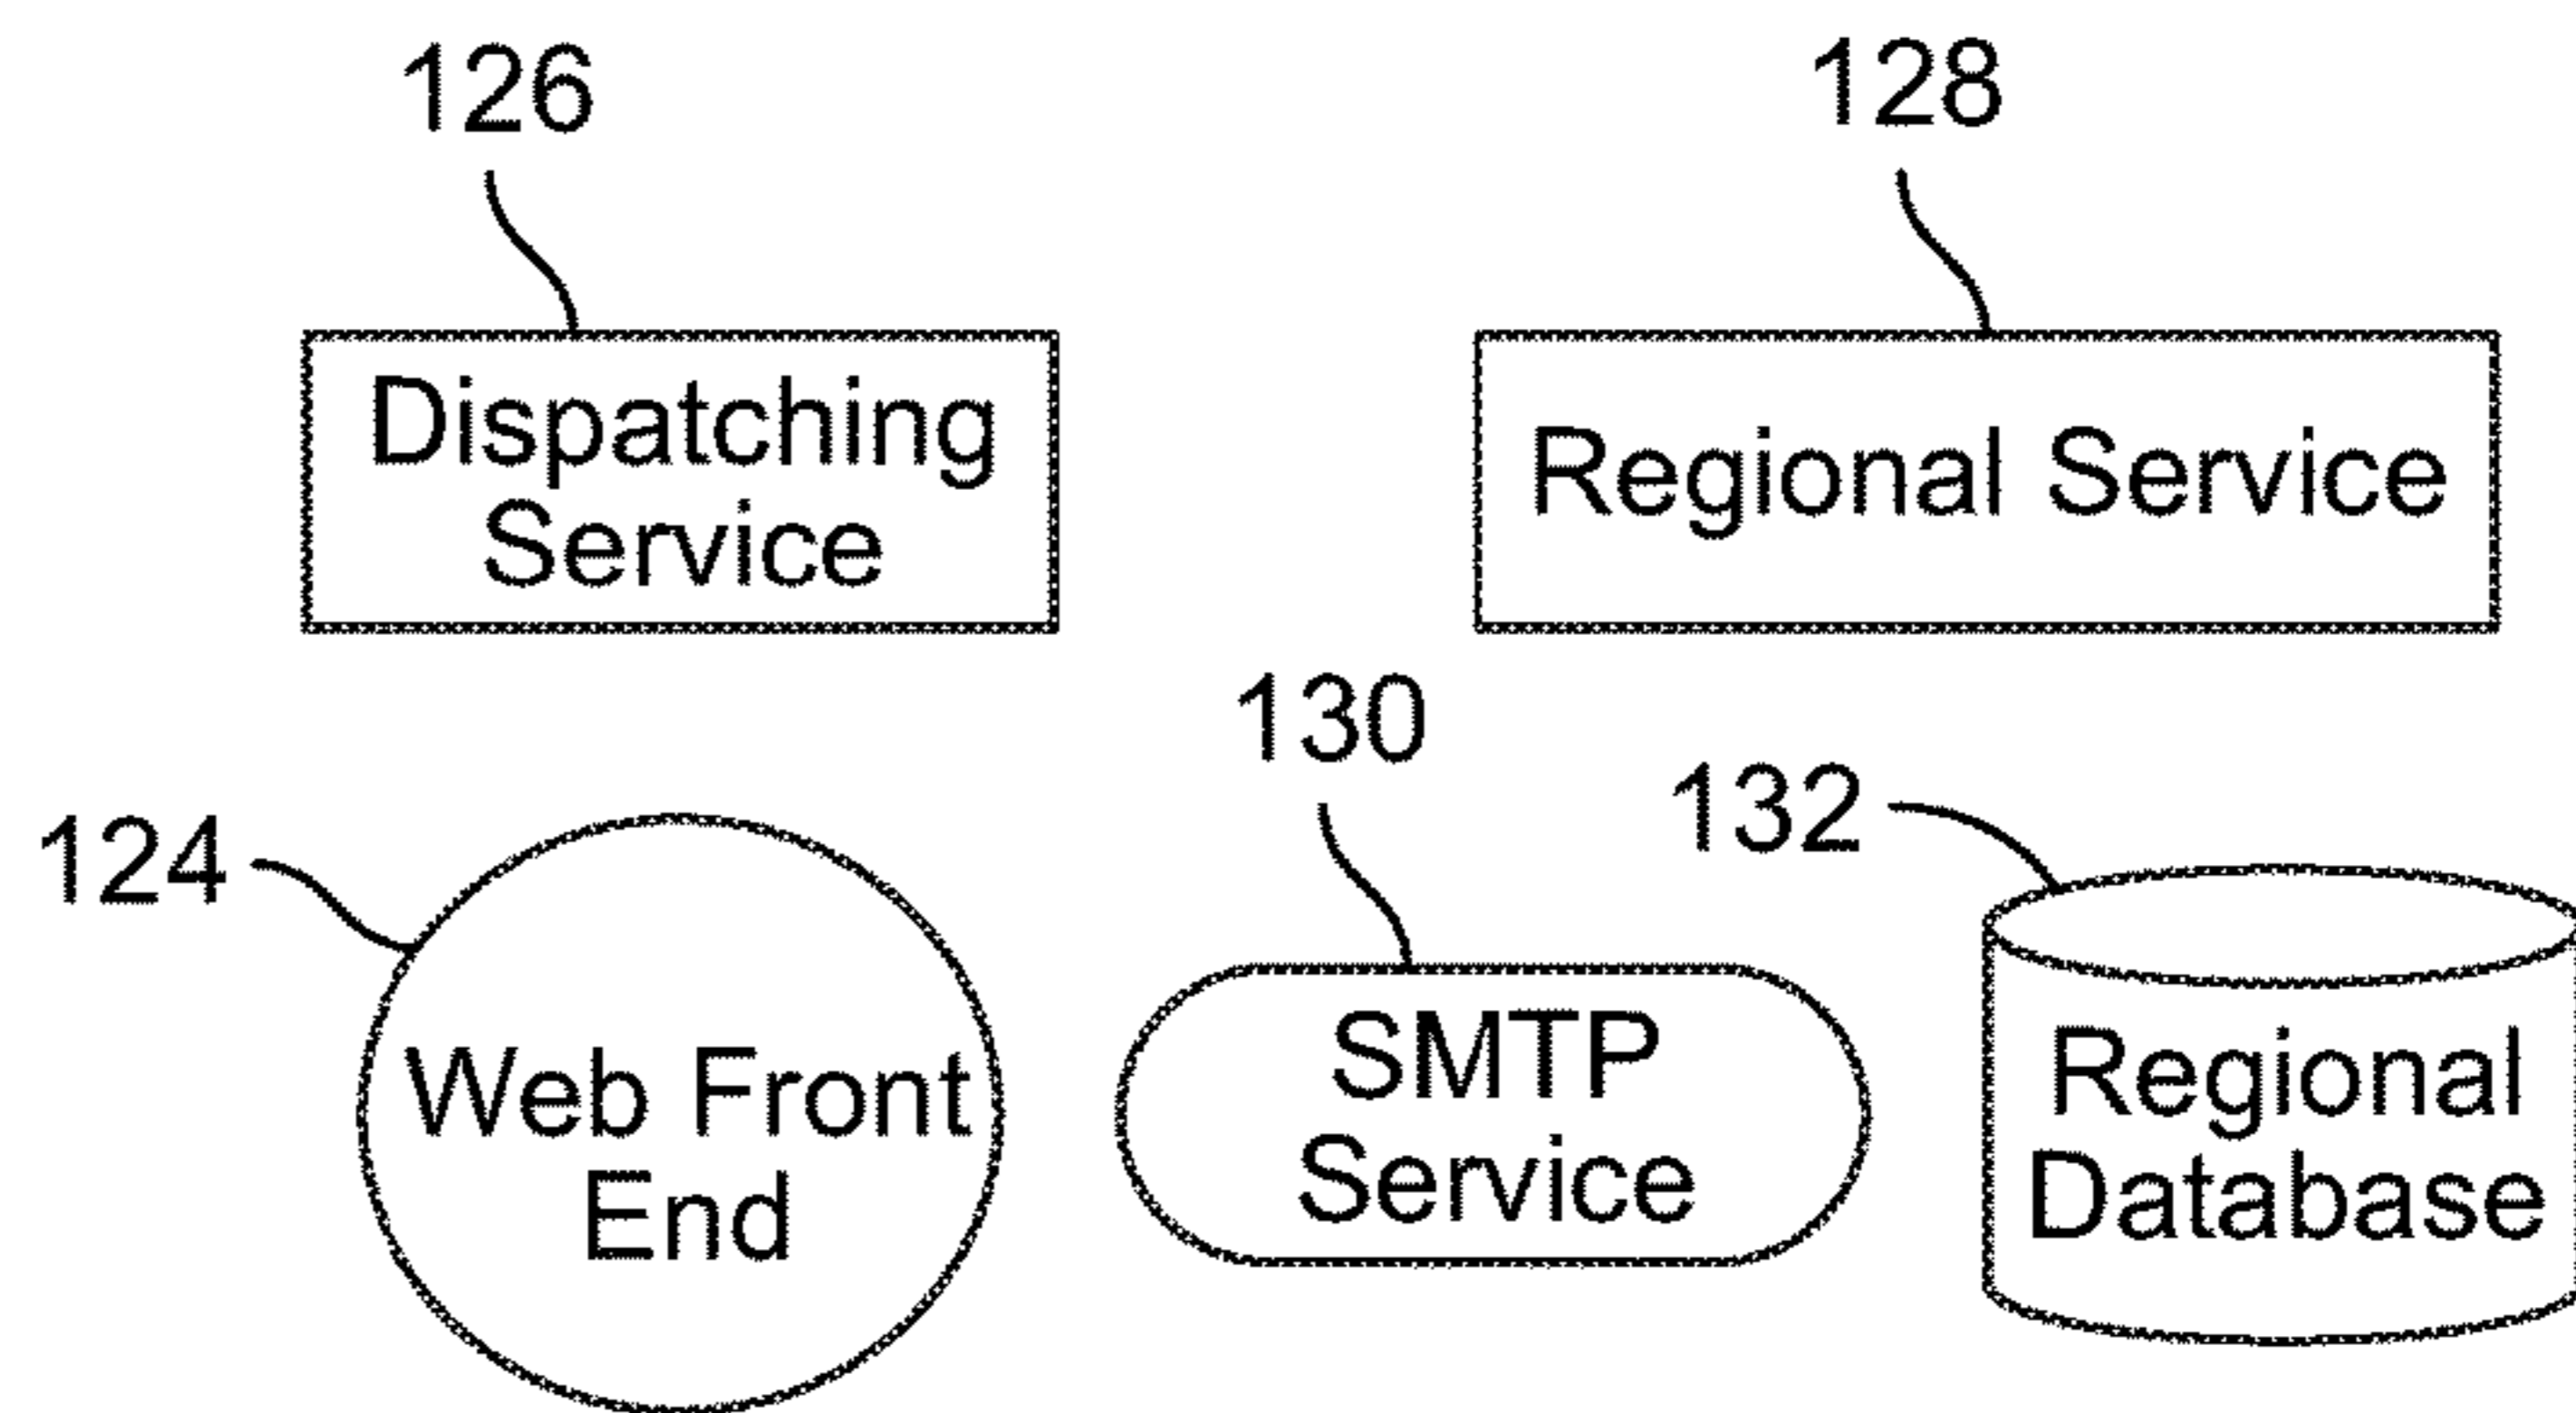 126
128
Dispatching
Service
Regional Service
130
132
124
Web Front
End
SMTP
Service
Regional
Database